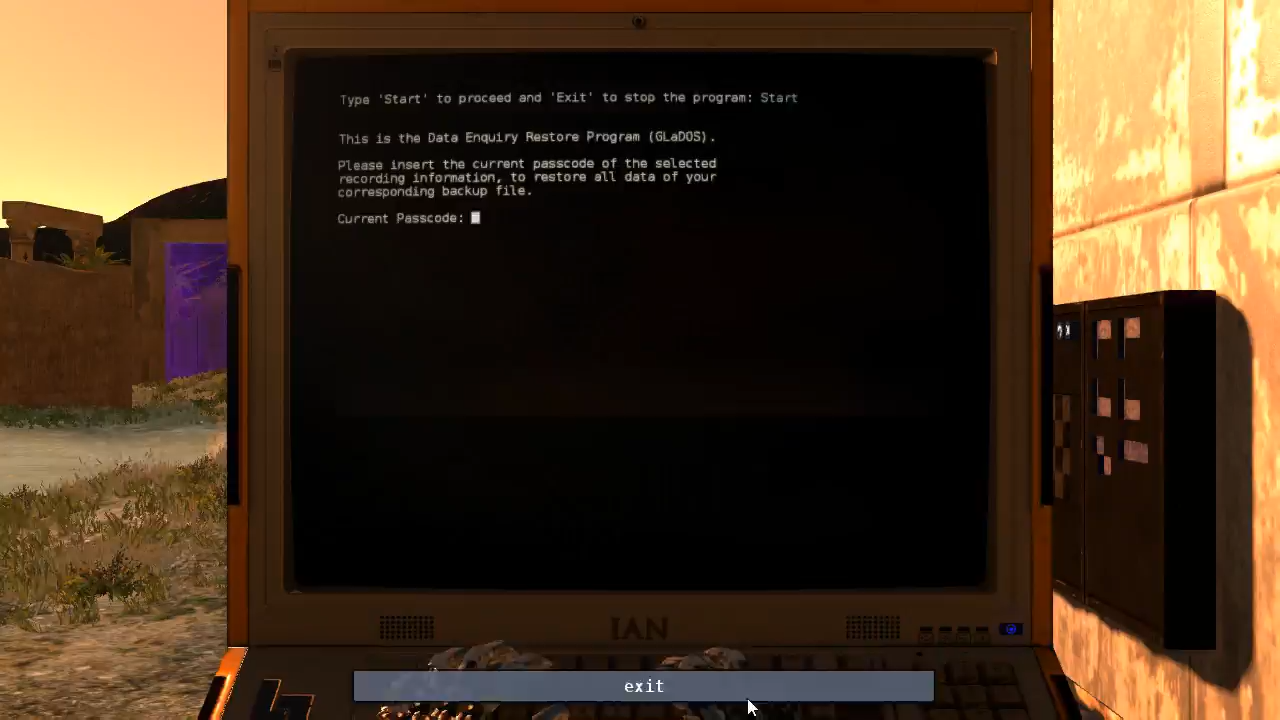 Type 'Start' to proceed and 'Exit' to stop the program: Start
This is the Data Enquiry Restore Program (GLaDOS).
Please insert the current passcode of the selected
recording information, to restore all data of your
corresponding backup file.
Current Passcode:
IAN
exit